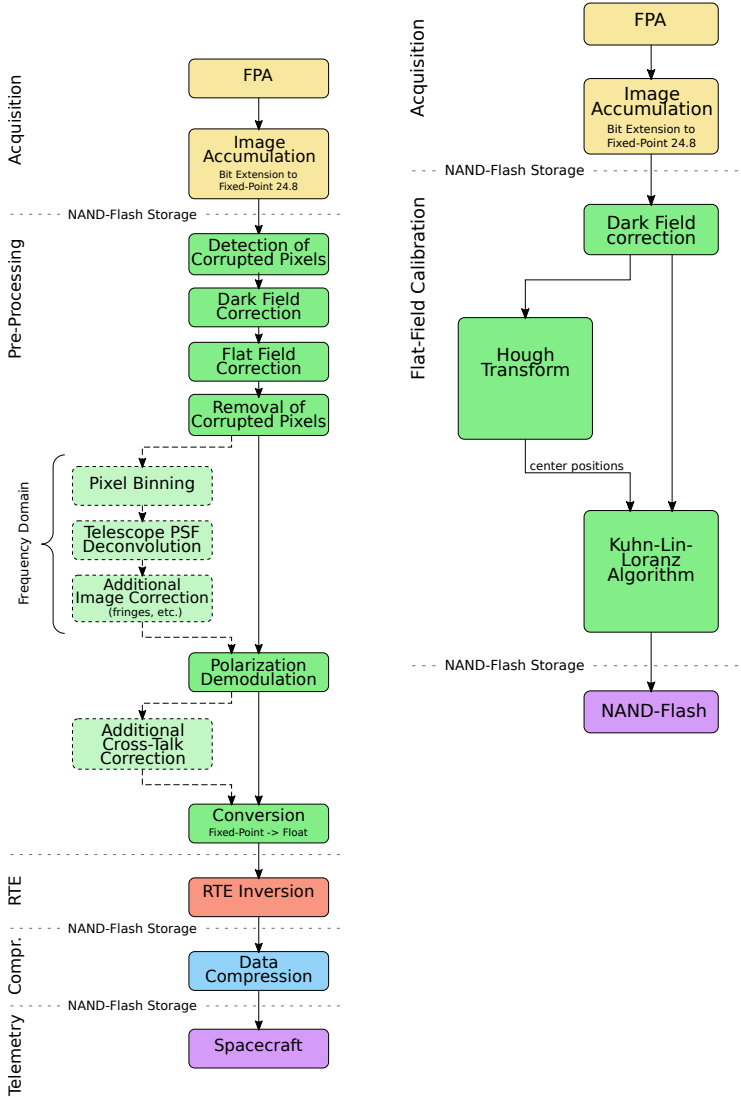 Acquisition
FPA
Image
Accumulation
Bit Extension to
Fixed-Point 24.8
NAND-Flash Storage
Pre-Processing
Detection of
Corrupted Pixels
Dark Field
Correction
Flat Field
Correction
Removal of
Corrupted Pixels
Frequency Domain
Pixel Binning
Telescope PSF
Deconvolution
Additional
Image Correction
(fringes, etc.)
Polarization
Demodulation
Additional
Cross-Talk
Correction
Conversion
Fixed-Point -> Float
RTE
RTE Inversion
NAND-Flash Storage
Compr.
Data
Compression
NAND-Flash Storage
Telemetry
Spacecraft
Acquisition
FPA
Image
Accumulation
Bit Extension to
Fixed-Point 24.8
NAND-Flash Storage
Flat-Field Calibration
Dark Field
correction
Hough
Transform
center positions
Kuhn-Lin-
Loranz
Algorithm
NAND-Flash Storage
NAND-Flash